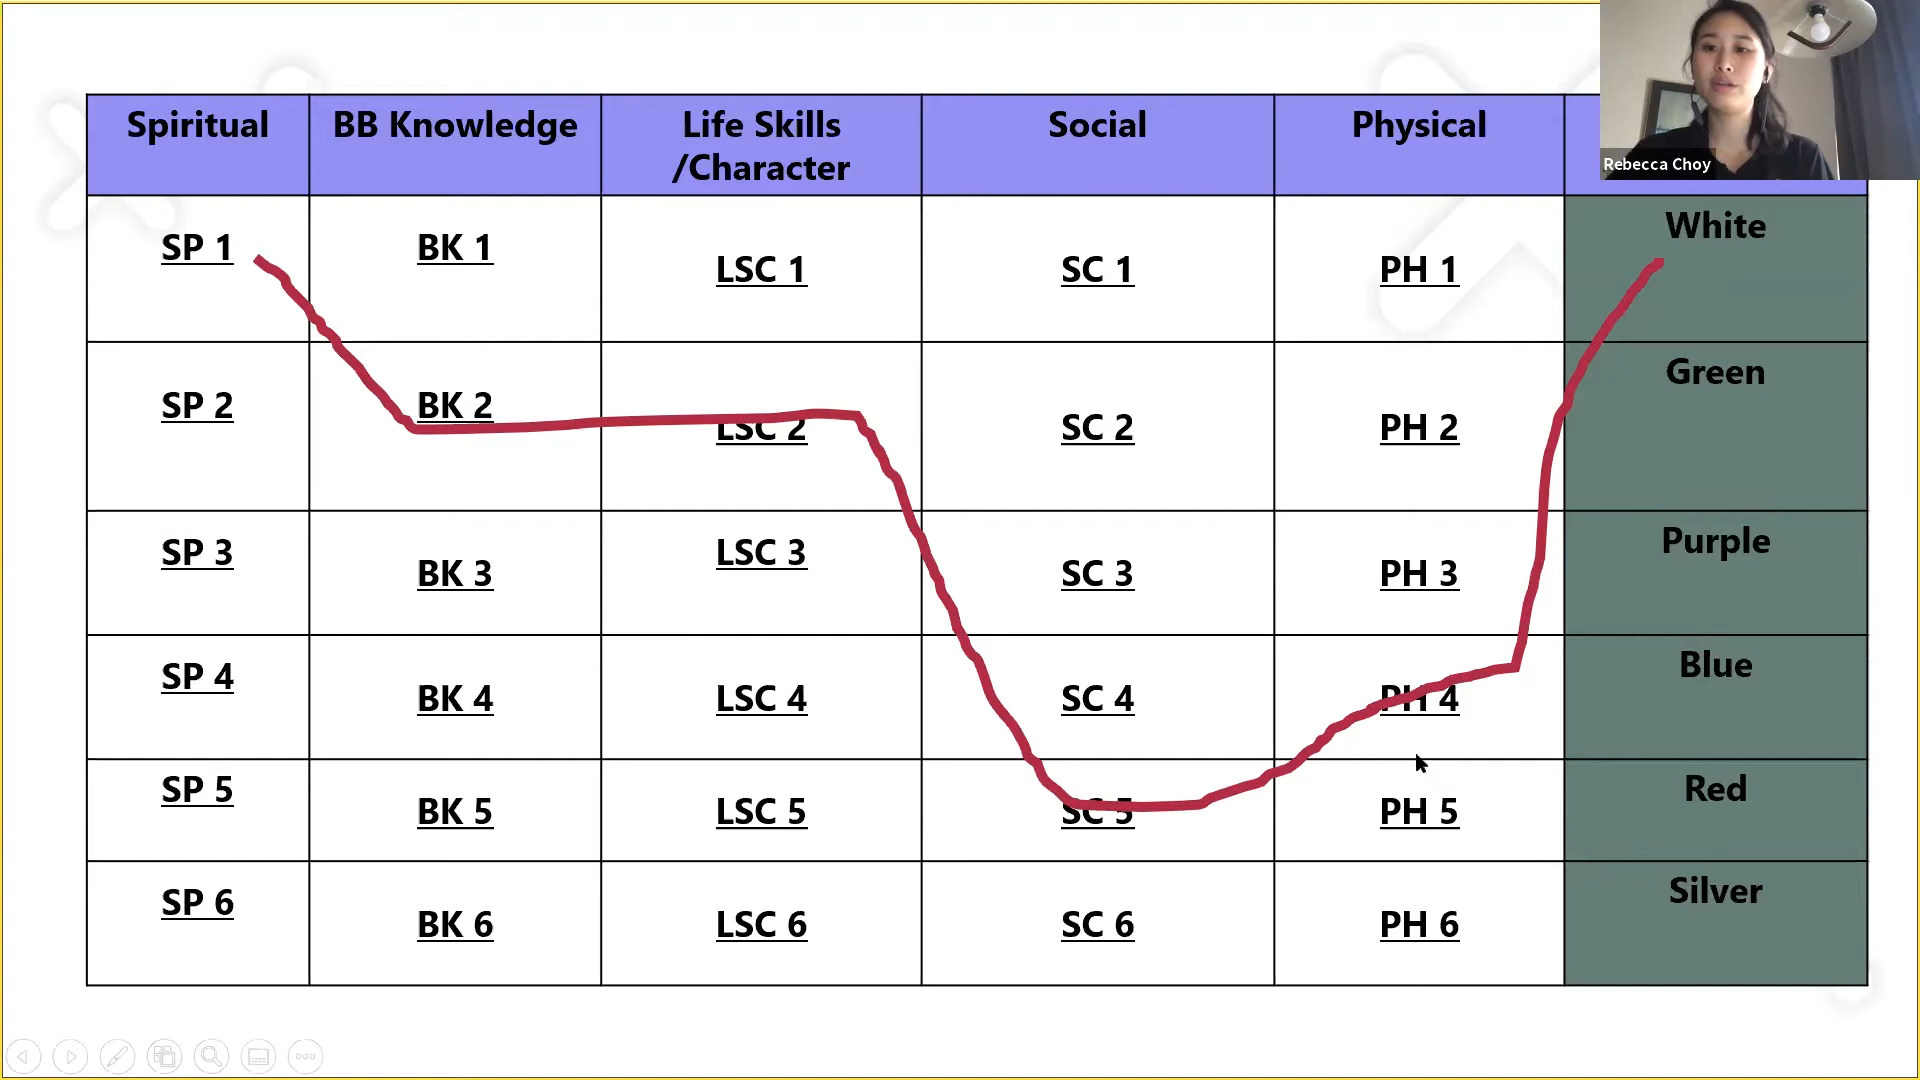 Spiritual
BB Knowledge
Life Skills
/Character
Social
Physical
Rebecca Choy
SP 1
BK 1
LSC 1
SC 1
PH 1
White
SP 2
BK 2
LSC 2
SC 2
PH 2
Green
SP 3
BK 3
LSC 3
SC 3
PH 3
Purple
SP 4
BK 4
LSC 4
SC 4
PH 4
Blue
SP 5
BK 5
LSC 5
SC 5
PH 5
Red
SP 6
BK 6
LSC 6
SC 6
PH 6
Silver